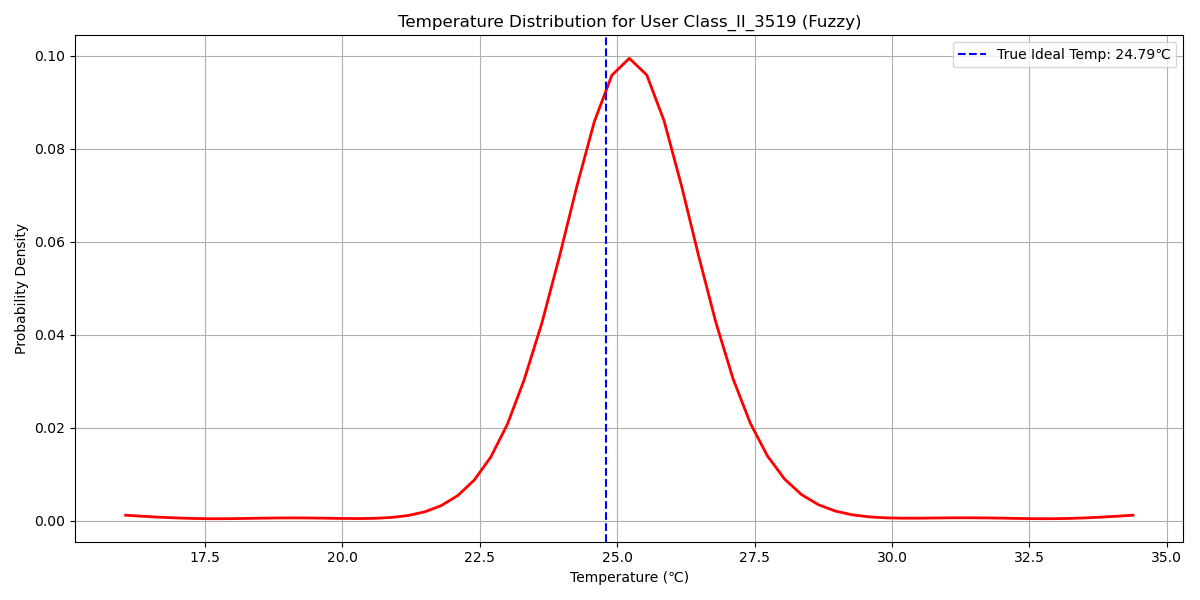 Temperature Distribution for User Class_II_3519 (Fuzzy)
True Ideal Temp: 24.79℃
Probability Density
0.10
0.08
0.06
0.04
0.02
0.00
17.5 20.0 22.5 25.0 27.5 30.0 32.5 35.0
Temperature (℃)